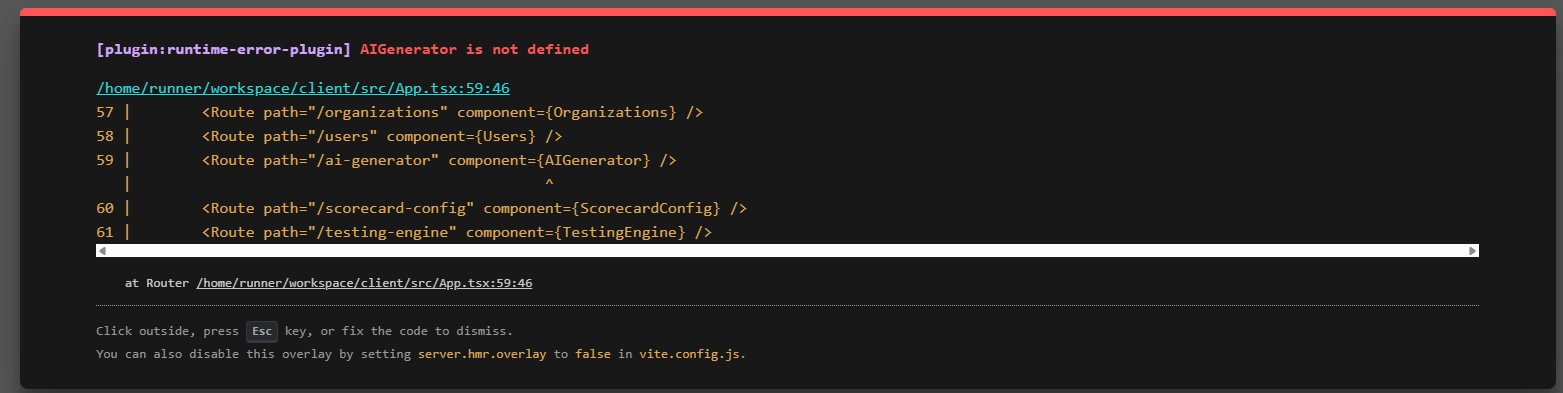 [plugin:runtime-error-plugin] AIGenerator is not defined
/home/runner/workspace/client/src/App.tsx:59:46
57 |        <Route path="/organizations" component={Organizations} />
58 |        <Route path="/users" component={Users} />
59 |        <Route path="/ai-generator" component={AIGenerator} />
   |                                               ^
60 |        <Route path="/scorecard-config" component={ScorecardConfig} />
61 |        <Route path="/testing-engine" component={TestingEngine} />
at Router /home/runner/workspace/client/src/App.tsx:59:46
Click outside, press Esc key, or fix the code to dismiss.
You can also disable this overlay by setting server.hmr.overlay to false in vite.config.js.